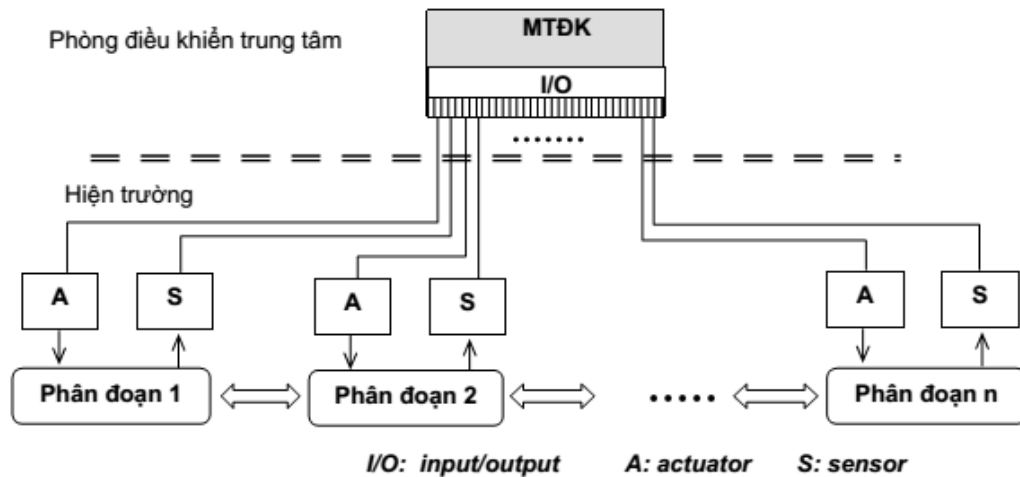 Phòng điều khiển trung tâm
MTĐK
I/O
.......
Hiện trường
A
S
A
S
A
S
Phân đoạn 1
Phân đoạn 2
.....
Phân đoạn n
I/O: input/output A: actuator S: sensor